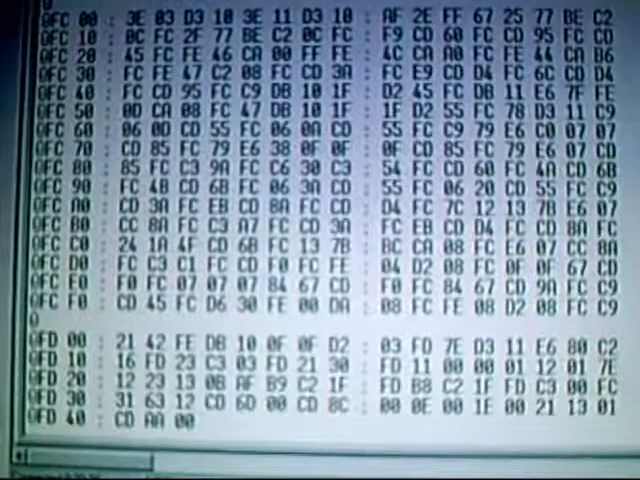 0FC 00 : 3E 03 D3 10 3E 11 D3 10 : AF 2E FF 67 25 77 BE C2
0FC 10 : 0C FC 2F 77 BE C2 0C FC : F9 CD 60 FC CD 95 FC CD
0FC 20 : 45 FC FE 46 CA 00 FF FE : 4C CA A0 FC FE 44 CA B6
0FC 30 : FC FE 47 C2 08 FC CD 3A : FC E9 CD D4 FC 6C CD D4
0FC 40 : FC CD 95 FC C9 DB 10 1F : D2 45 FC DB 11 E6 7F FE
0FC 50 : 0D CA 08 FC 47 DB 10 1F : 1F D2 55 FC 78 D3 11 C9
0FC 60 : 06 0D CD 55 FC 06 0A CD : 55 FC C9 79 E6 C0 07 07
0FC 70 : CD 85 FC 79 E6 38 0F 0F : 0F CD 85 FC 79 E6 07 CD
0FC 80 : 85 FC C3 9A FC C6 30 C3 : 54 FC CD 60 FC 4A CD 6B
0FC 90 : FC 4B CD 6B FC 06 3A CD : 55 FC 06 20 CD 55 FC C9
0FC A0 : CD 3A FC EB CD 8A FC CD : D4 FC 7C 12 13 7B E6 07
0FC B0 : CC 8A FC C3 A7 FC CD 3A : FC EB CD D4 FC CD 8A FC
0FC C0 : 24 1A 4F CD 6B FC 13 7B : BC CA 08 FC E6 07 CC 8A
0FC D0 : FC C3 C1 FC CD F0 FC FE : 04 D2 08 FC 0F 0F 67 CD
0FC E0 : F0 FC 07 07 07 84 67 CD : F0 FC 84 67 CD 9A FC C9
0FC F0 : CD 45 FC D6 30 FE 00 DA : 08 FC FE 08 D2 08 FC C9
0
0FD 00 : 21 42 FE DB 10 0F 0F D2 : 03 FD 7E D3 11 E6 80 C2
0FD 10 : 16 FD 23 C3 03 FD 21 30 : FD 11 00 00 01 12 01 7E
0FD 20 : 12 23 13 0B AF B9 C2 1F : FD B8 C2 1F FD C3 00 FC
0FD 30 : 31 63 12 CD 6D 00 CD 8C : 00 0E 00 1E 00 21 13 01
0FD 40 : CD AA 00